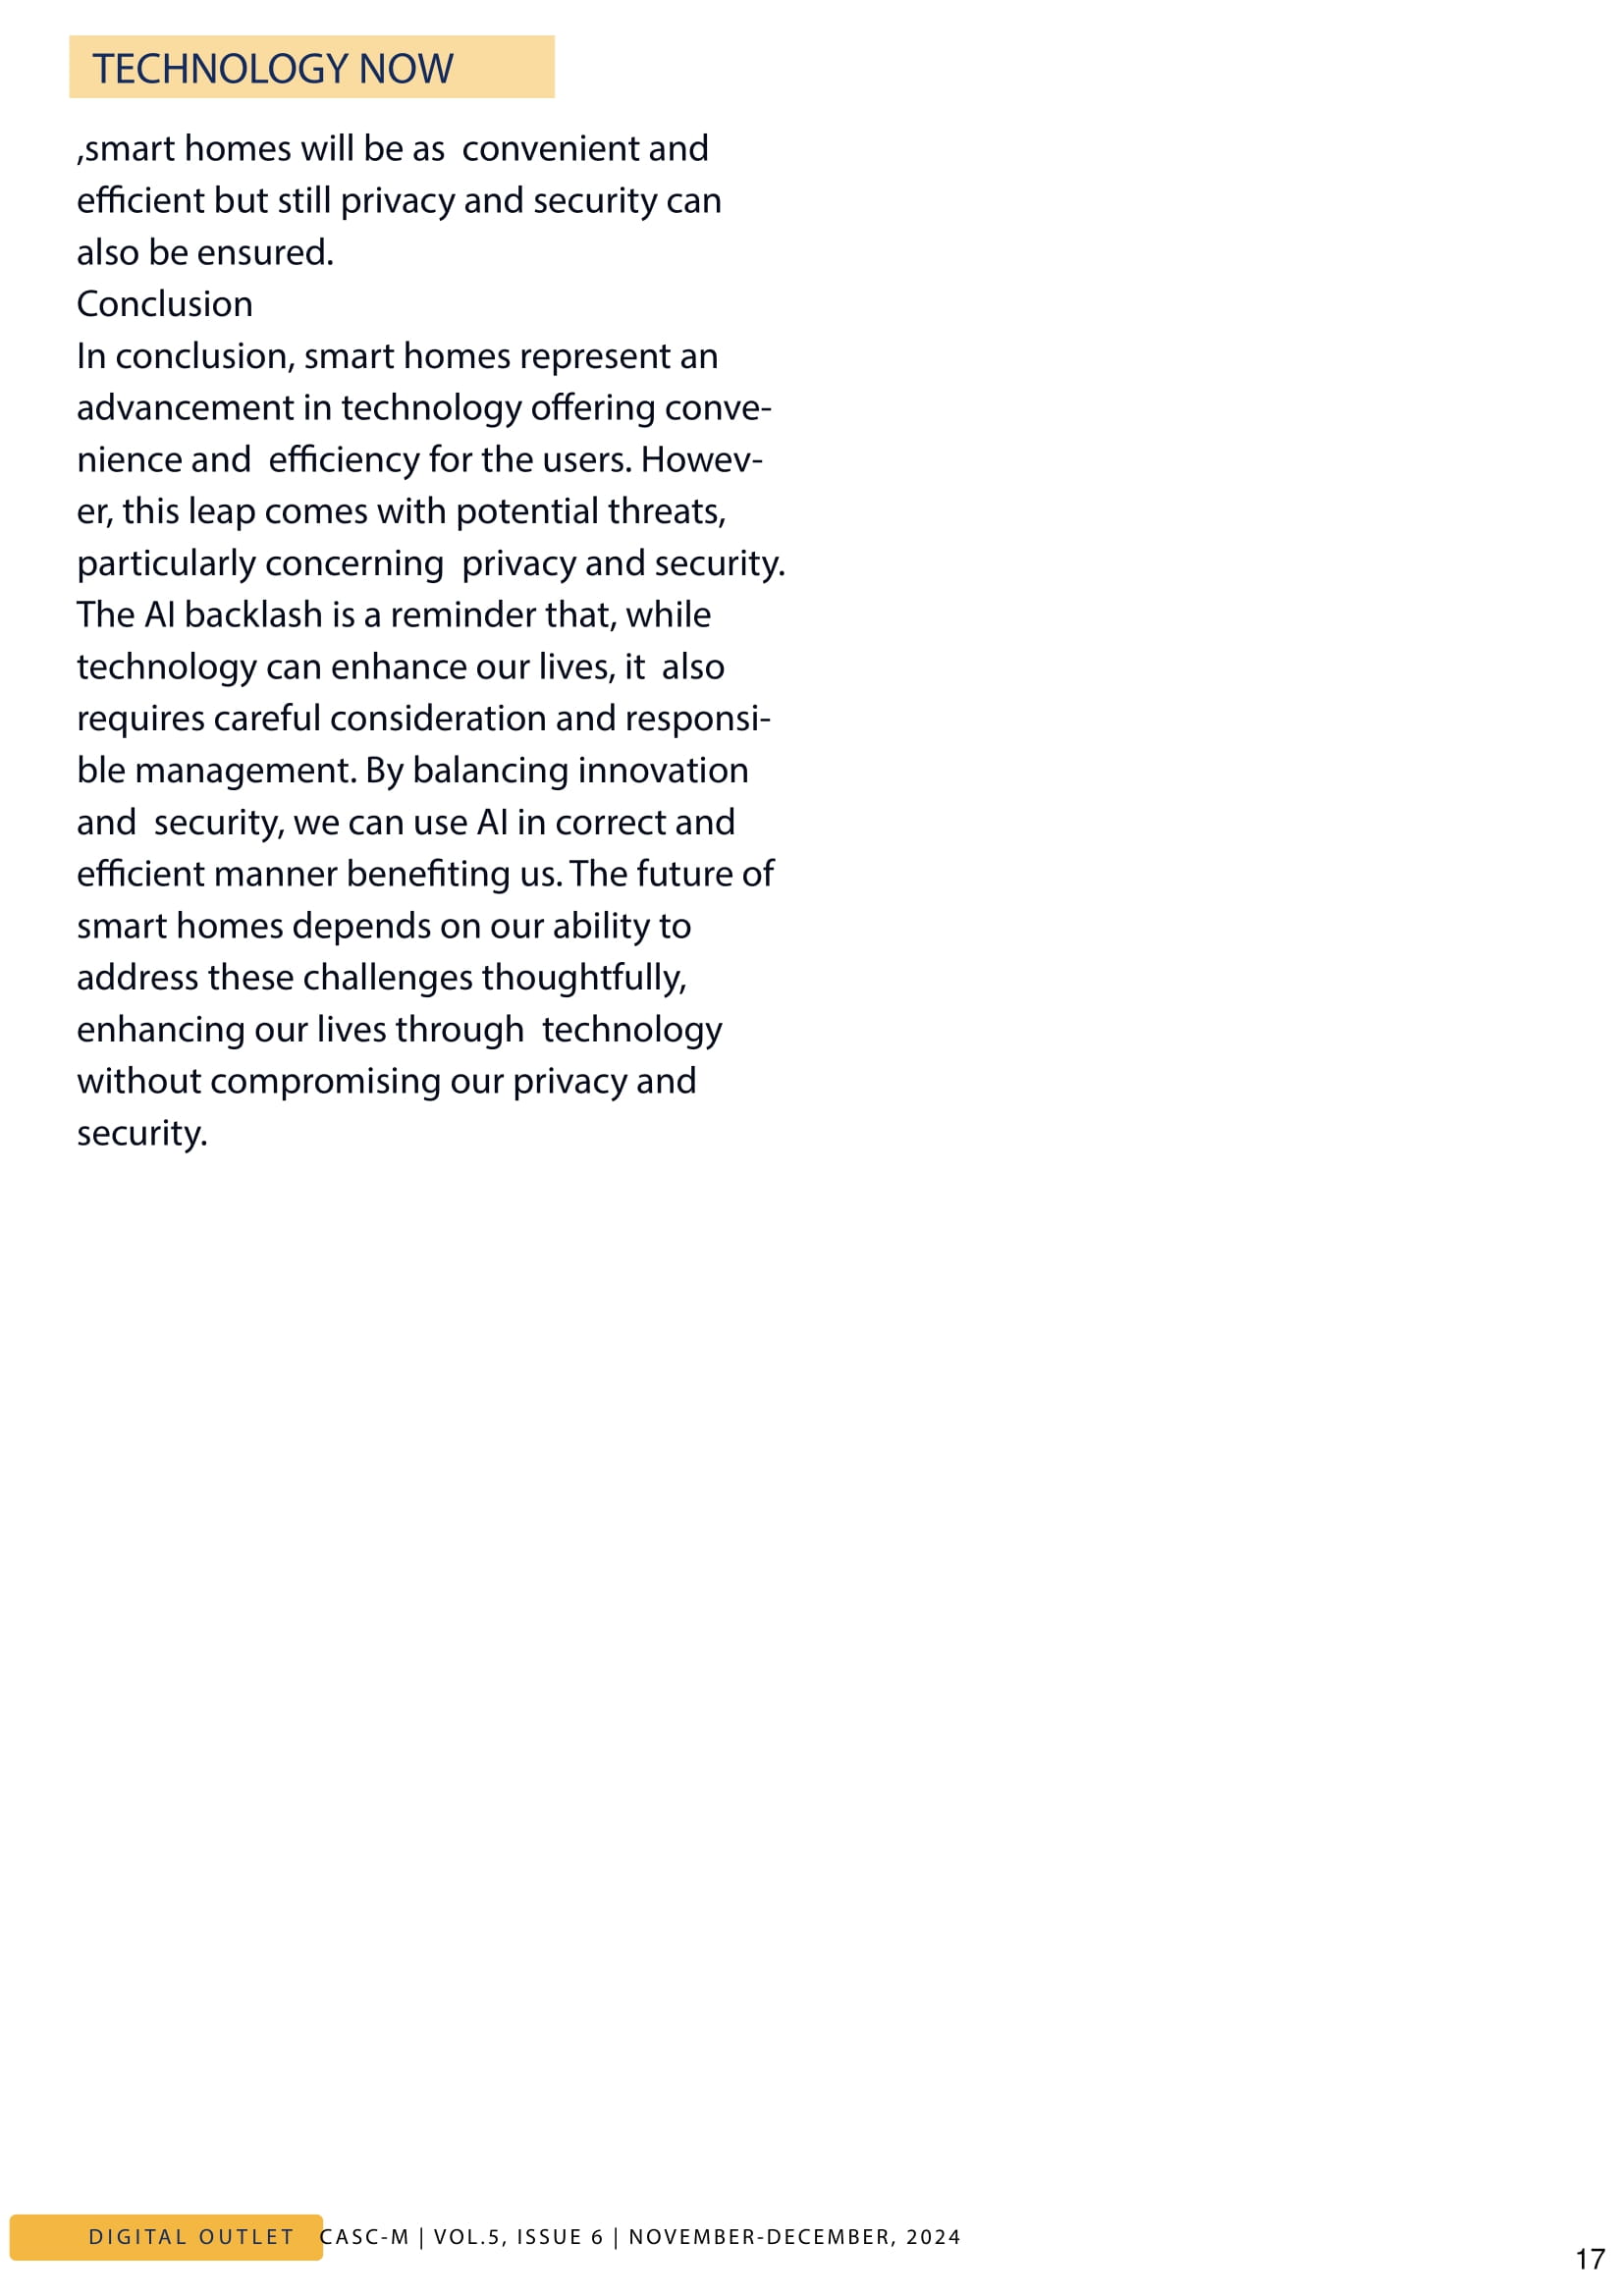 TECHNOLOGY NOW
,smart homes will be as  convenient and
efficient but still privacy and security can
also be ensured.
Conclusion
In conclusion, smart homes represent an
advancement in technology offering conve-
nience and  efficiency for the users. Howev-
er, this leap comes with potential threats,
particularly concerning  privacy and security.
The AI backlash is a reminder that, while
technology can enhance our lives, it  also
requires careful consideration and responsi-
ble management. By balancing innovation
and  security, we can use AI in correct and
efficient manner benefiting us. The future of
smart homes depends on our ability to
address these challenges thoughtfully,
enhancing our lives through  technology
without compromising our privacy and
security.
DIGITAL OUTLET CASC-M | VOL.5, ISSUE 6 | NOVEMBER-DECEMBER, 2024
17